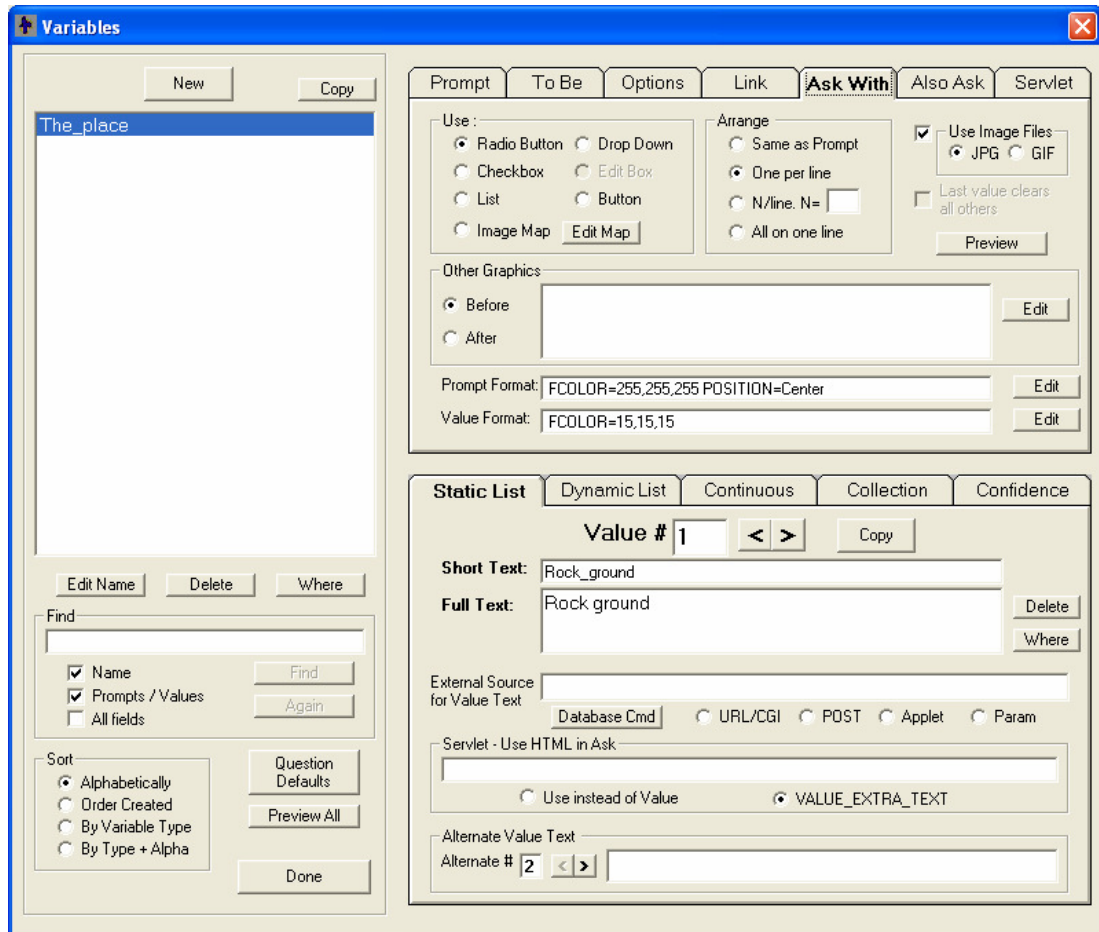 Variables
New
Copy
The_place
Edit Name
Delete
Where
Find
Name
Prompts / Values
All fields
Find
Again
Sort
Alphabetically
Order Created
By Variable Type
By Type + Alpha
Question
Defaults
Preview All
Done
Prompt
To Be
Options
Link
Ask With
Also Ask
Servlet
Use :
Radio Button
Drop Down
Checkbox
Edit Box
List
Button
Image Map
Edit Map
Arrange
Same as Prompt
One per line
N/line. N=
All on one line
Use Image Files
JPG
GIF
Last value clears
all others
Preview
Other Graphics
Before
After
Edit
Prompt Format:
FCOLOR=255,255,255 POSITION=Center
Edit
Value Format:
FCOLOR=15,15,15
Edit
Static List
Dynamic List
Continuous
Collection
Confidence
Value # 1
< >
Copy
Short Text:
Rock_ground
Full Text:
Rock ground
Delete
Where
External Source
for Value Text
Database Cmd
URL/CGI
POST
Applet
Param
Servlet - Use HTML in Ask
Use instead of Value
VALUE_EXTRA_TEXT
Alternate Value Text
Alternate # 2
< >